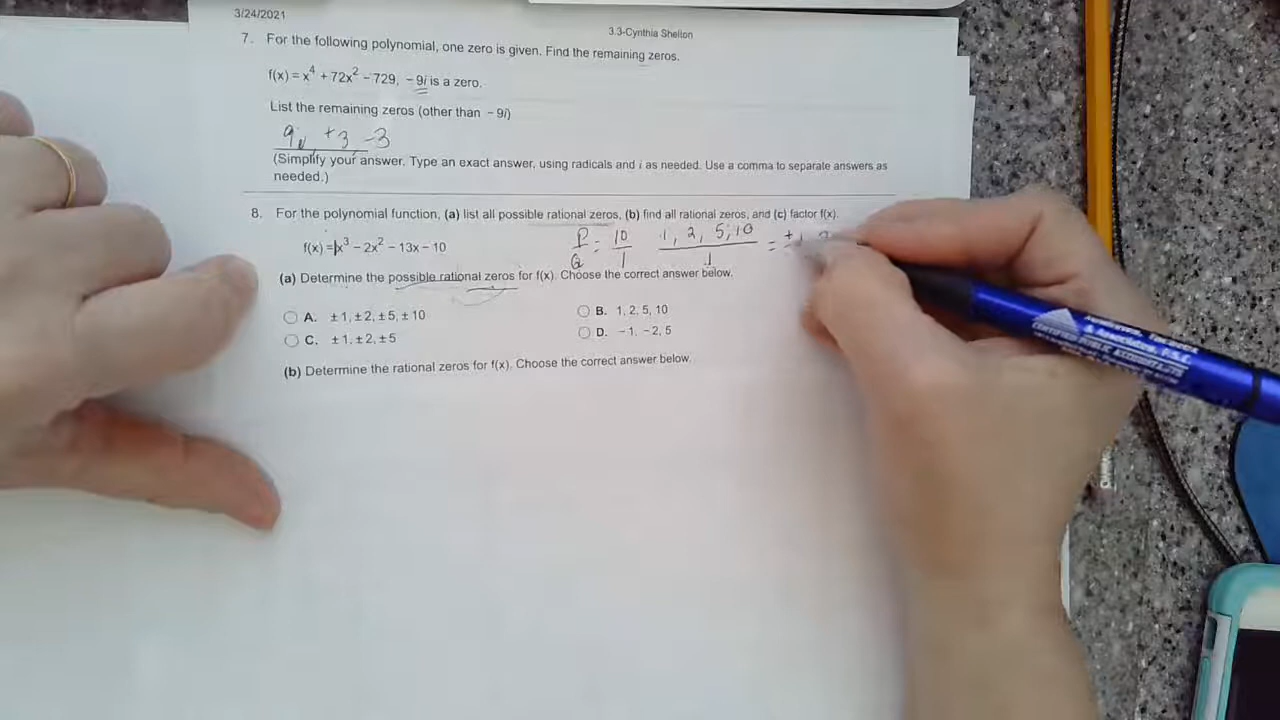 3/24/2021
3.3-Cynthia Shelton
7. For the following polynomial, one zero is given. Find the remaining zeros.
f(x) = x⁴ + 72x² − 729, − 9i is a zero.
List the remaining zeros (other than − 9i)
9i, +3 -3
(Simplify your answer. Type an exact answer, using radicals and i as needed. Use a comma to separate answers as
needed.)
8. For the polynomial function, (a) list all possible rational zeros, (b) find all rational zeros, and (c) factor f(x).
f(x) = x³ − 2x² − 13x − 10
P/Q = 10/1 1, 2, 5, 10/1 = ±1, 2
(a) Determine the possible rational zeros for f(x). Choose the correct answer below.
A. ± 1, ± 2, ± 5, ± 10
B. 1, 2, 5, 10
C. ± 1, ± 2, ± 5
D. − 1, − 2, 5
(b) Determine the rational zeros for f(x). Choose the correct answer below.
CERTIFIED PUBLIC ACCOUNTANTS